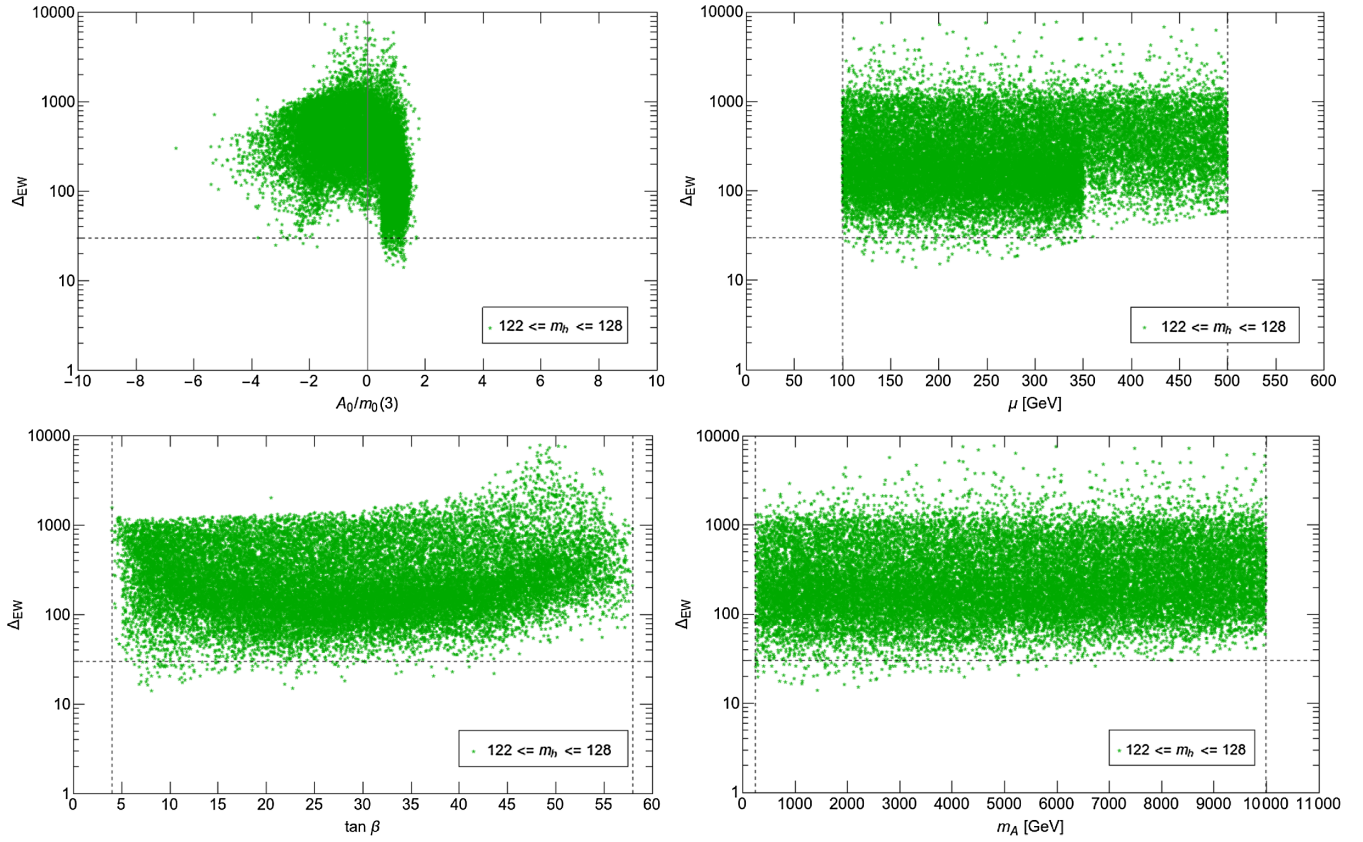 10000
1000
100
10
1
Δ_EW
−10 −8 −6 −4 −2 0 2 4 6 8 10
A₀/m₀(3)
122 <= m_h <= 128
10000
1000
100
10
1
Δ_EW
0 50 100 150 200 250 300 350 400 450 500 550 600
μ [GeV]
122 <= m_h <= 128
10000
1000
100
10
1
Δ_EW
0 5 10 15 20 25 30 35 40 45 50 55 60
tan β
122 <= m_h <= 128
10000
1000
100
10
1
Δ_EW
0 1000 2000 3000 4000 5000 6000 7000 8000 9000 10000 11000
m_A [GeV]
122 <= m_h <= 128